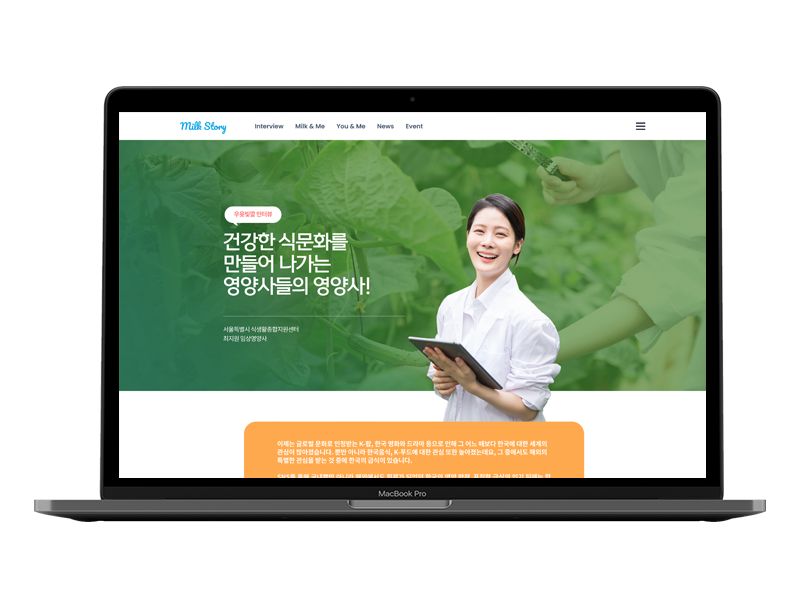 Milk Story
Interview
Milk & Me
You & Me
News
Event
우윳빛깔 인터뷰
건강한 식문화를
만들어 나가는
영양사들의 영양사!
서울특별시 식생활종합지원센터
최지원 임상영양사
이제는 글로벌 문화로 인정받는 K-팝, 한국 영화와 드라마 등으로 인해 그 어느 때보다 한국에 대한 세계의
관심이 많아졌습니다. 뿐만 아니라 한국음식, K-푸드에 대한 관심 또한 높아졌는데요, 그 중에서도 해외의
특별한 관심을 받는 것 중에 한국의 급식이 있습니다.
MacBook Pro